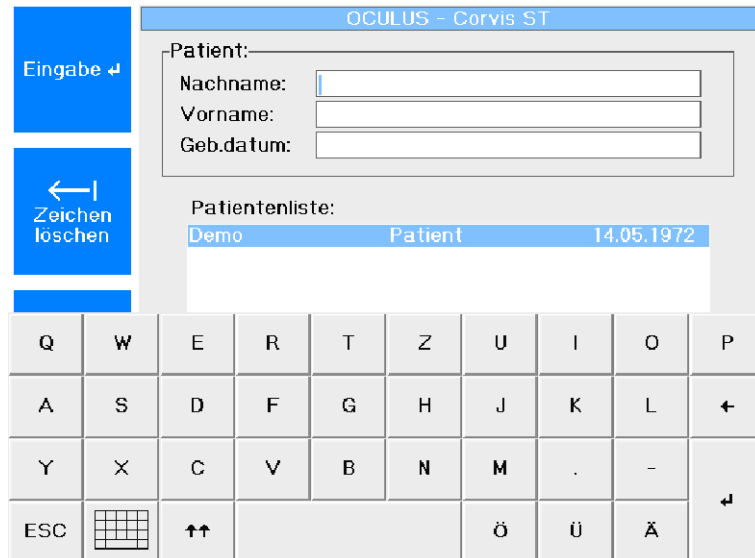 OCULUS - Corvis ST
Eingabe ↵
Patient:
Nachname:
Vorname:
Geb.datum:
Zeichen
löschen
Patientenliste:
Demo Patient 14.05.1972
Q W E R T Z U I O P
A S D F G H J K L ←
Y X C V B N M . - ↵
ESC ↑↑ Ö Ü Ä